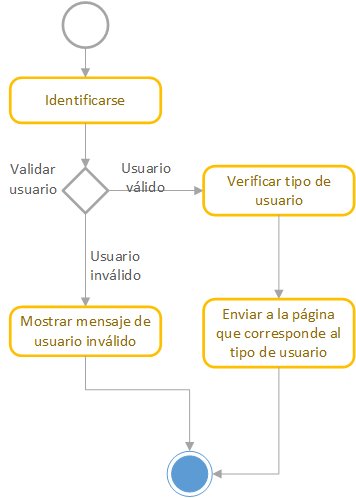 Identificarse
Validar
usuario
Usuario
válido
Verificar tipo de
usuario
Usuario
inválido
Mostrar mensaje de
usuario inválido
Enviar a la página
que corresponde al
tipo de usuario